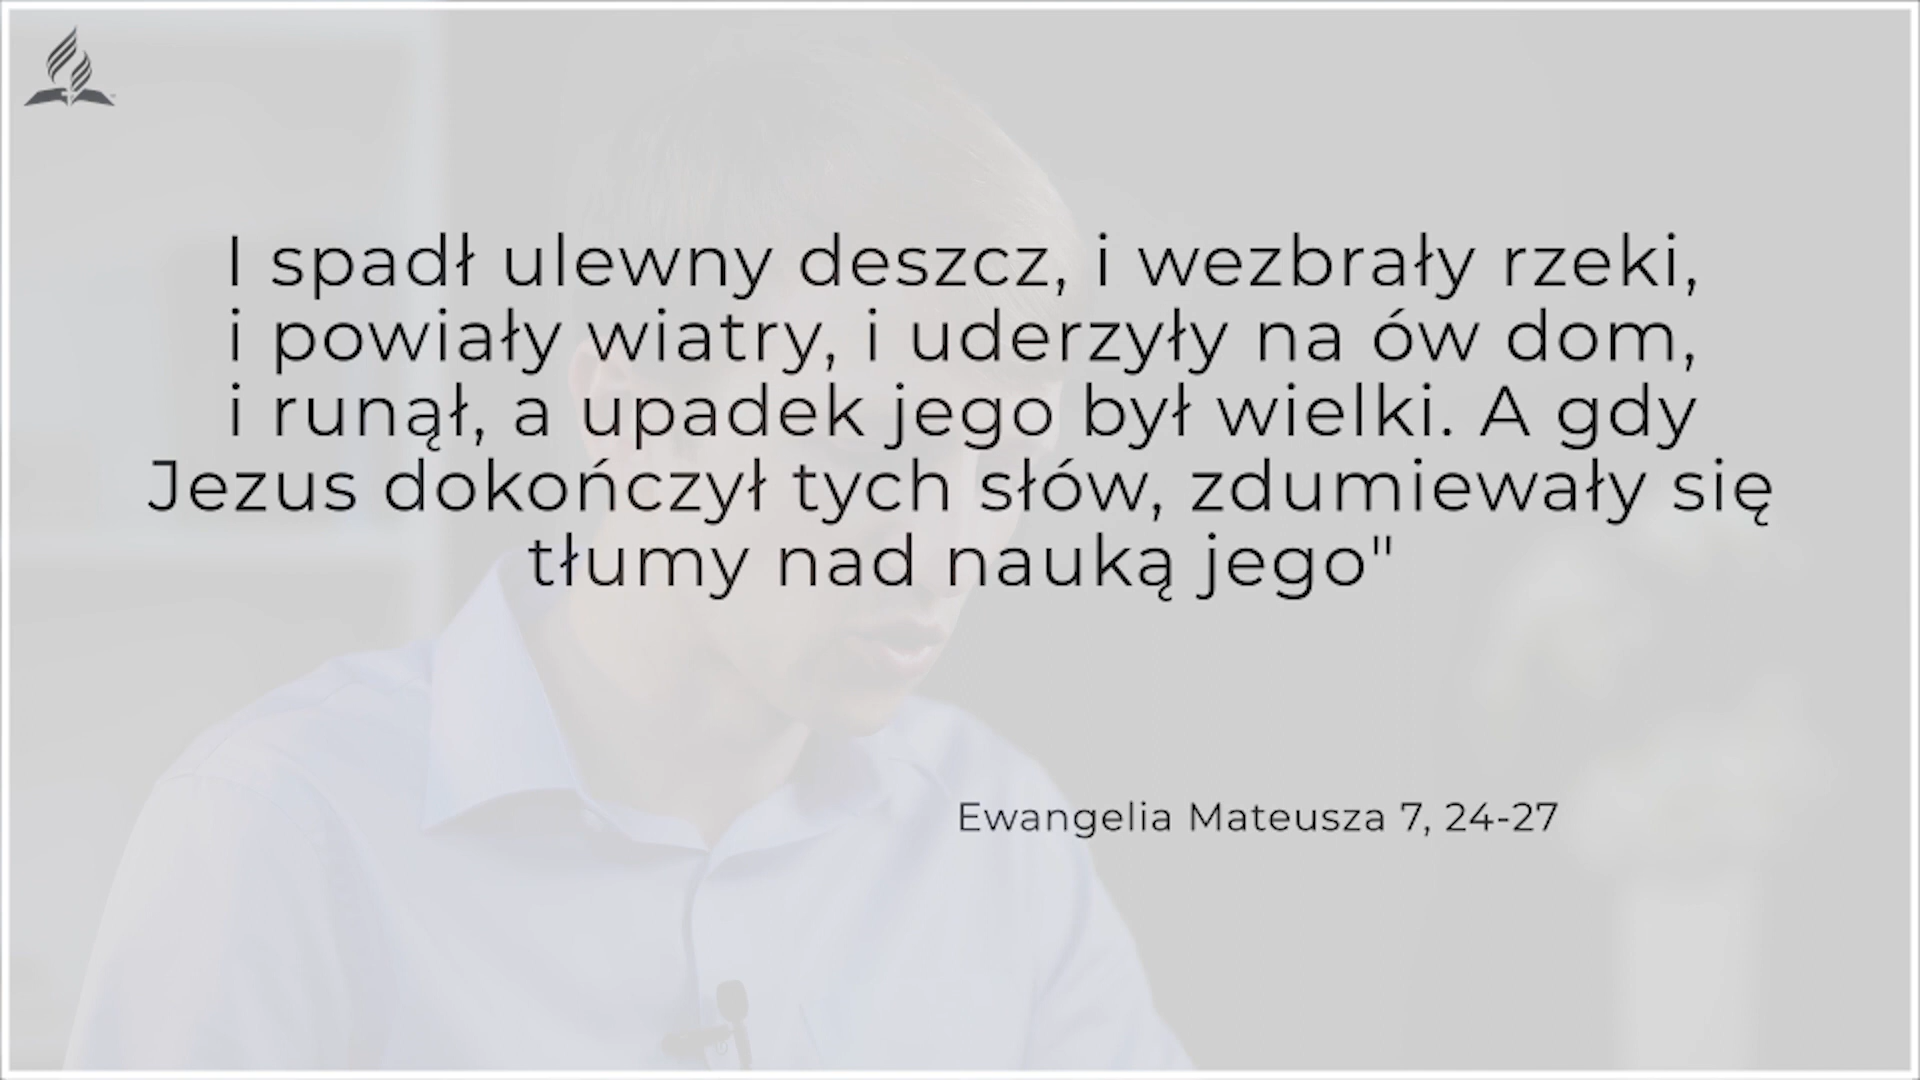 I spadł ulewny deszcz, i wezbrały rzeki,
i powiały wiatry, i uderzyły na ów dom,
i runął, a upadek jego był wielki. A gdy
Jezus dokończył tych słów, zdumiewały się
tłumy nad nauką jego"
Ewangelia Mateusza 7, 24-27